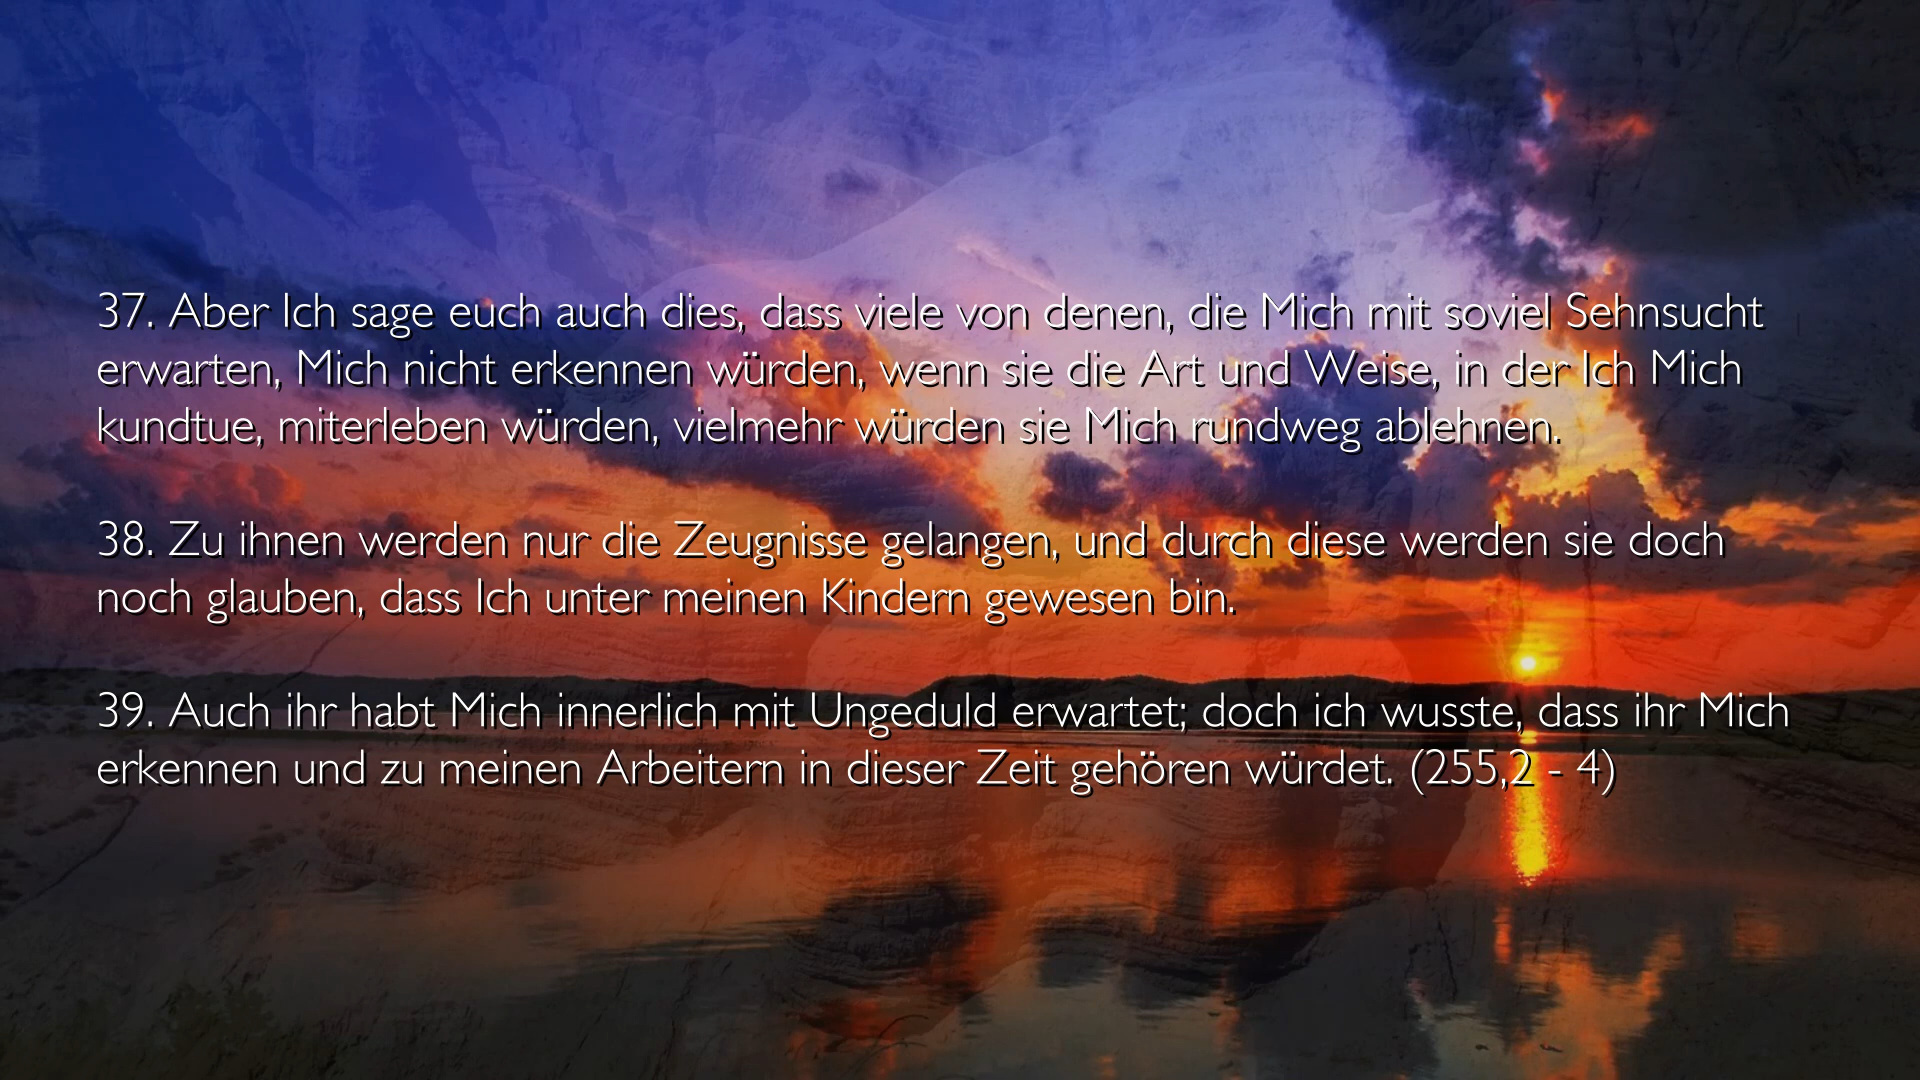 37. Aber Ich sage euch auch dies, dass viele von denen, die Mich mit soviel Sehnsucht
erwarten, Mich nicht erkennen würden, wenn sie die Art und Weise, in der Ich Mich
kundtue, miterleben würden, vielmehr würden sie Mich rundweg ablehnen.
38. Zu ihnen werden nur die Zeugnisse gelangen, und durch diese werden sie doch
noch glauben, dass Ich unter meinen Kindern gewesen bin.
39. Auch ihr habt Mich innerlich mit Ungeduld erwartet; doch ich wusste, dass ihr Mich
erkennen und zu meinen Arbeitern in dieser Zeit gehören würdet. (255,2 - 4)